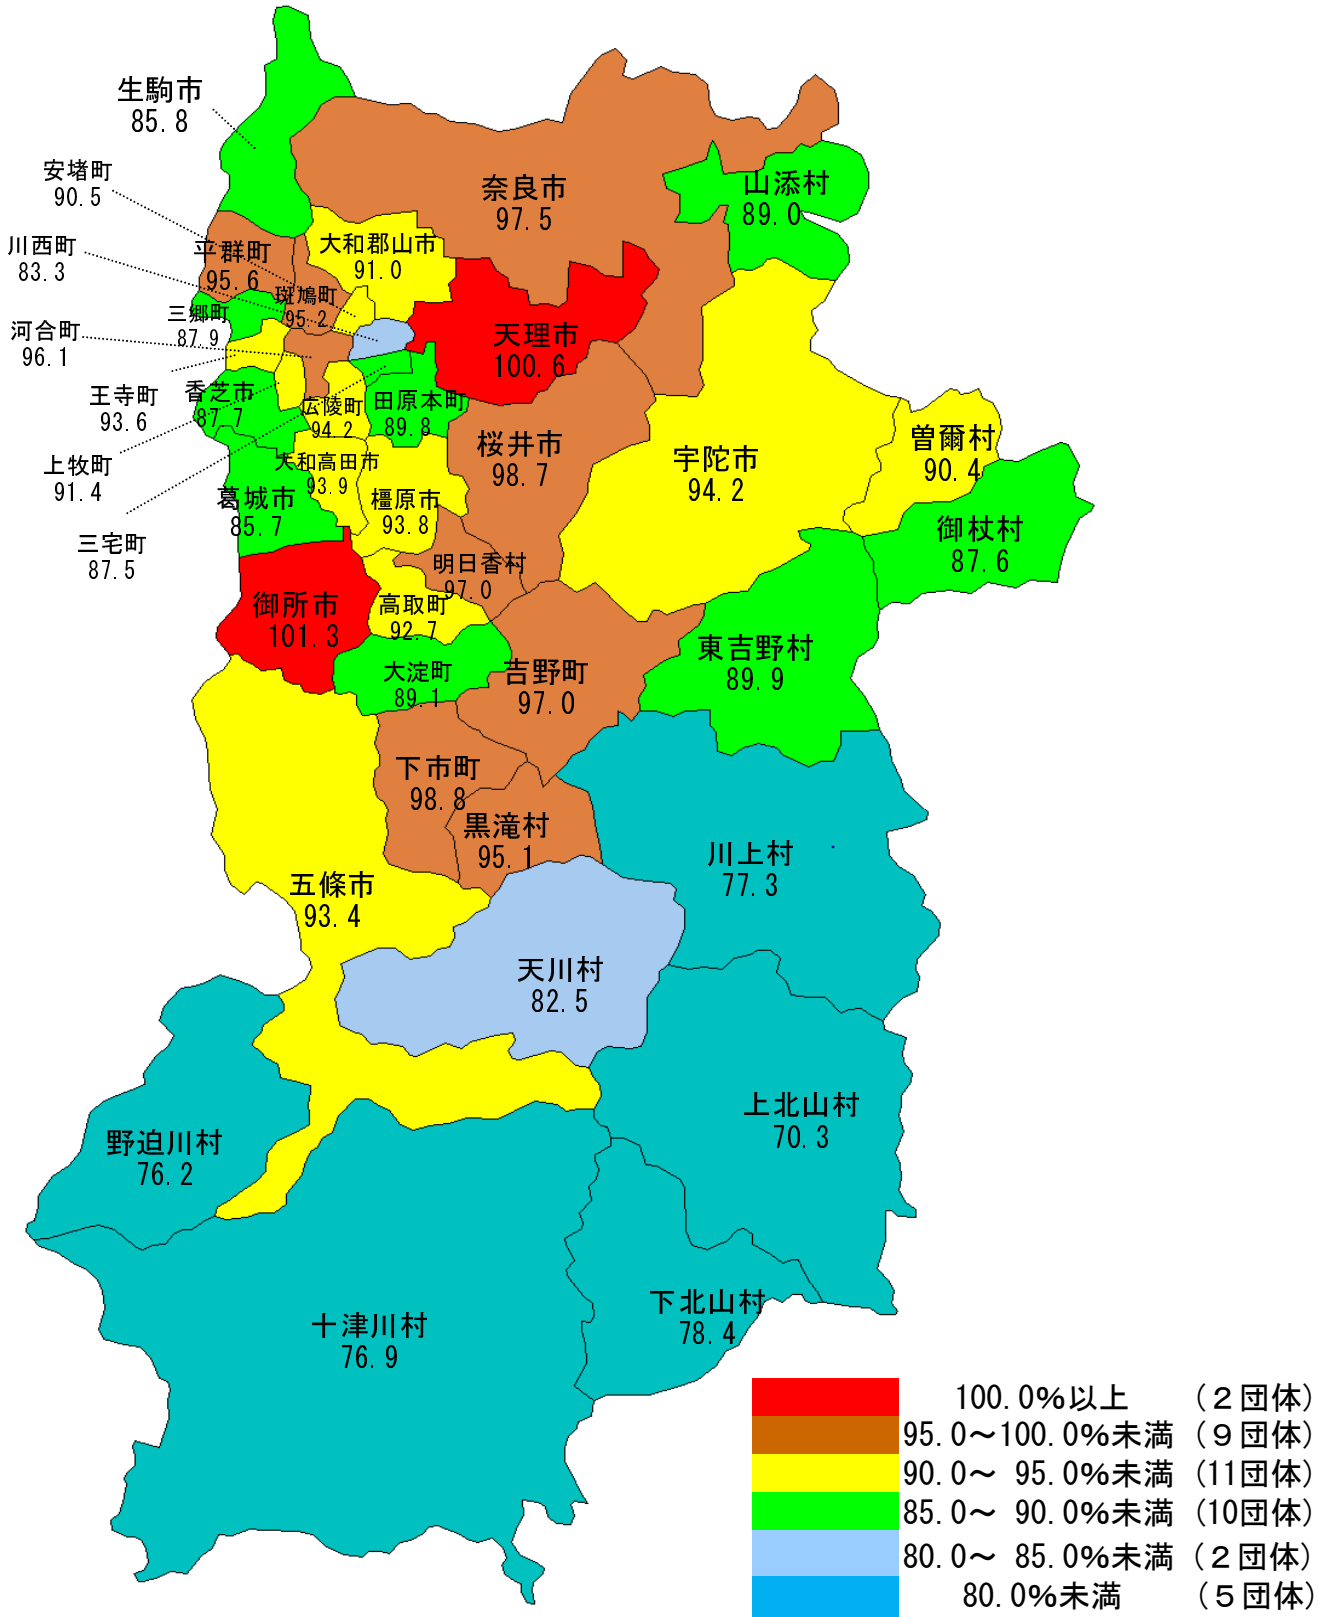 生駒市
85.8
安堵町
90.5
川西町
83.3
河合町
96.1
王寺町
93.6
上牧町
91.4
三宅町
87.5
奈良市
97.5
山添村
89.0
平群町
95.6
大和郡山市
91.0
斑鳩町
95.2
三郷町
87.9
天理市
100.6
香芝市
87.7
広陵町
94.2
田原本町
89.8
桜井市
98.7
宇陀市
94.2
曽爾村
90.4
御杖村
87.6
大和高田市
93.9
葛城市
85.7
橿原市
93.8
明日香村
97.0
御所市
101.3
高取町
92.7
大淀町
89.1
吉野町
97.0
東吉野村
89.9
下市町
98.8
黒滝村
95.1
川上村
77.3
五條市
93.4
天川村
82.5
上北山村
70.3
野迫川村
76.2
下北山村
78.4
十津川村
76.9
100.0%以上 （２団体）
95.0～100.0%未満（９団体）
90.0～ 95.0%未満（11団体）
85.0～ 90.0%未満（10団体）
80.0～ 85.0%未満（２団体）
80.0%未満 （５団体）